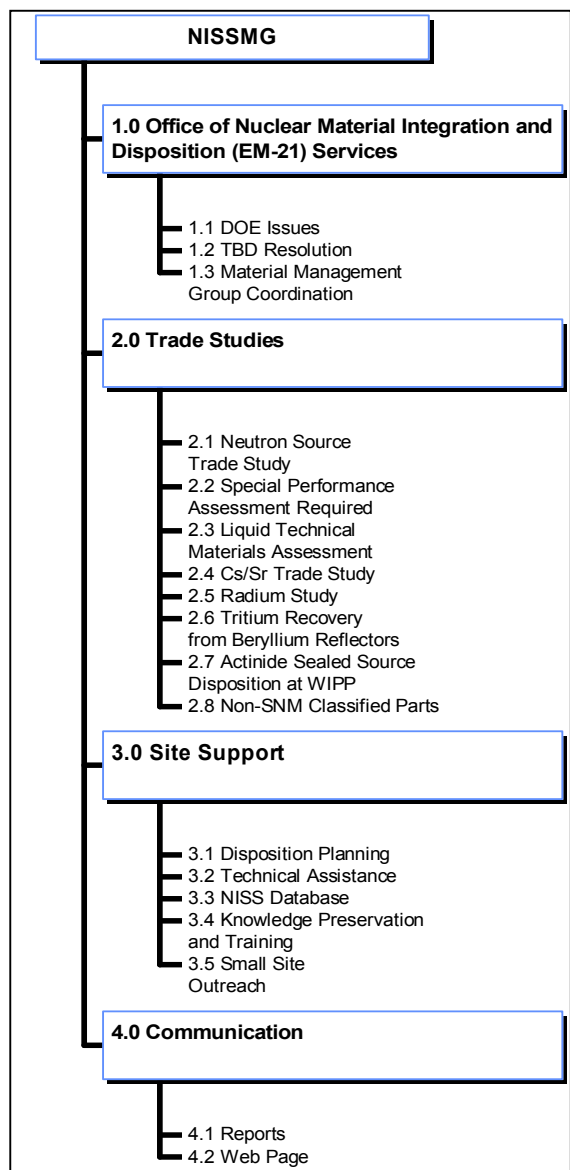 NISSMG
1.0 Office of Nuclear Material Integration and
Disposition (EM-21) Services
1.1 DOE Issues
1.2 TBD Resolution
1.3 Material Management
Group Coordination
2.0 Trade Studies
2.1 Neutron Source
Trade Study
2.2 Special Performance
Assessment Required
2.3 Liquid Technical
Materials Assessment
2.4 Cs/Sr Trade Study
2.5 Radium Study
2.6 Tritium Recovery
from Beryllium Reflectors
2.7 Actinide Sealed Source
Disposition at WIPP
2.8 Non-SNM Classified Parts
3.0 Site Support
3.1 Disposition Planning
3.2 Technical Assistance
3.3 NISS Database
3.4 Knowledge Preservation
and Training
3.5 Small Site
Outreach
4.0 Communication
4.1 Reports
4.2 Web Page